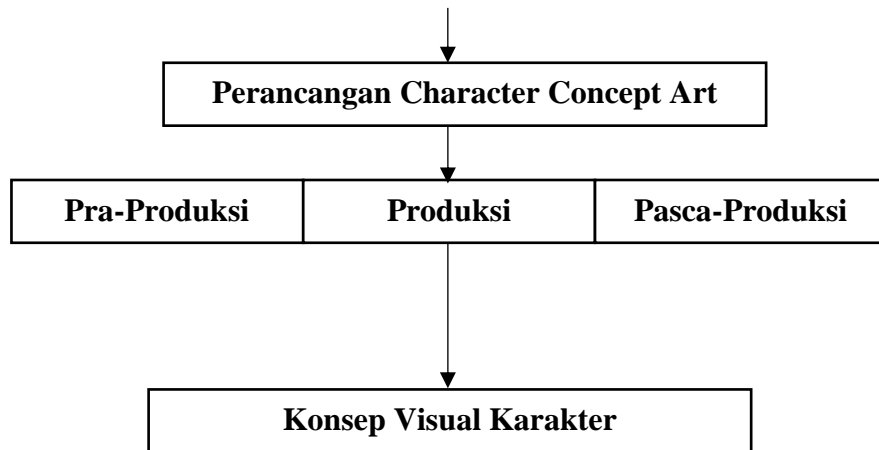 Perancangan Character Concept Art
Pra-Produksi Produksi Pasca-Produksi
Konsep Visual Karakter